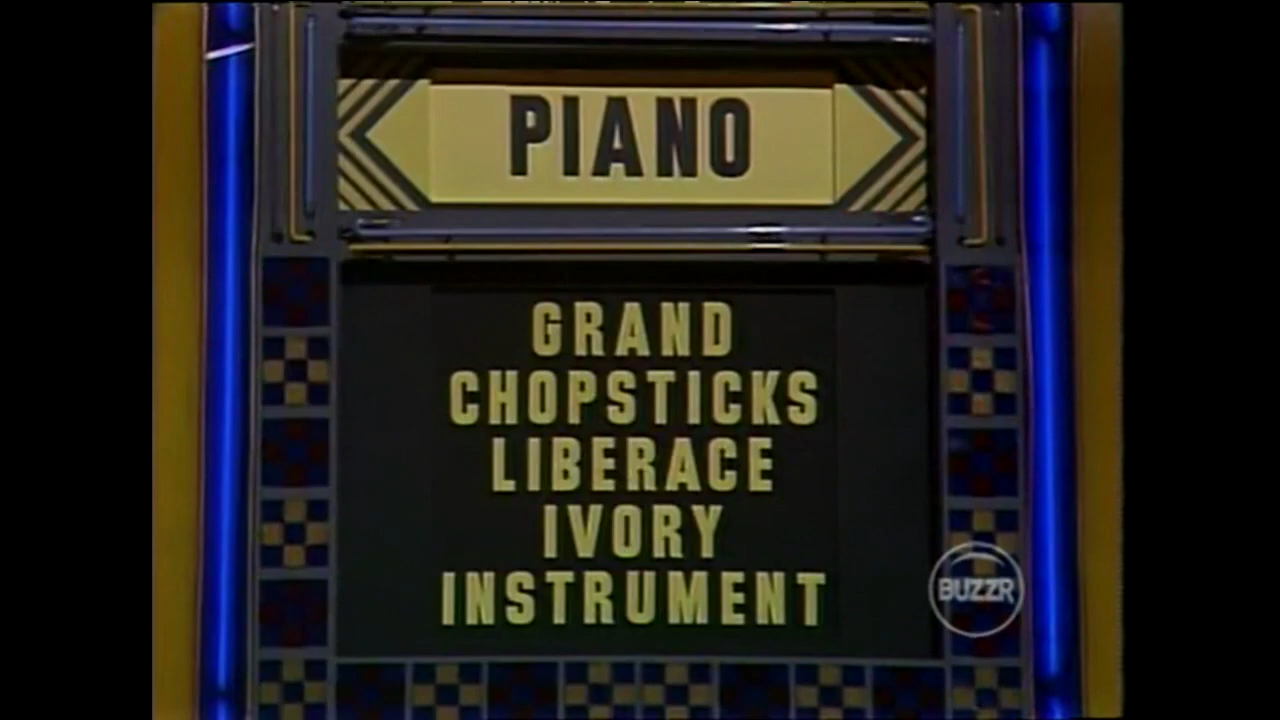 PIANO
GRAND
CHOPSTICKS
LIBERACE
IVORY
INSTRUMENT
BUZZR